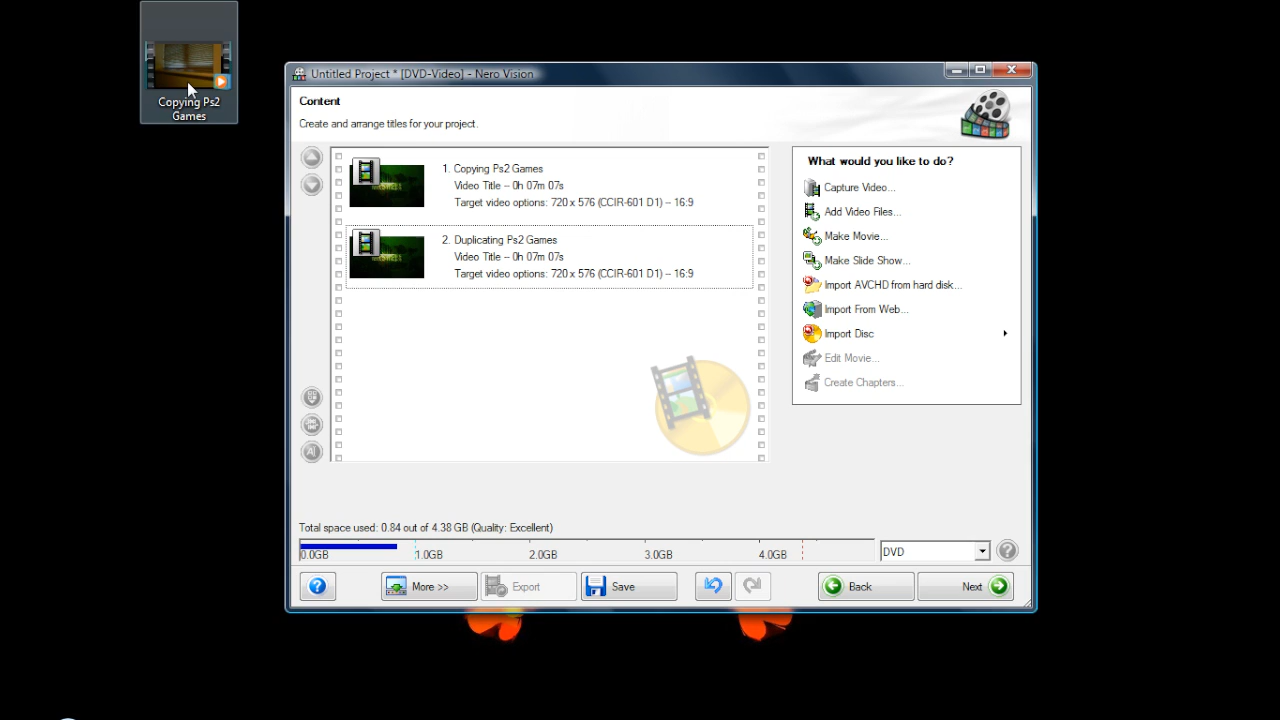 Copying Ps2
Games
Untitled Project * [DVD-Video] - Nero Vision
Content
Create and arrange titles for your project.
1. Copying Ps2 Games
Video Title -- 0h 07m 07s
Target video options: 720 x 576 (CCIR-601 D1) -- 16:9
2. Duplicating Ps2 Games
Video Title -- 0h 07m 07s
Target video options: 720 x 576 (CCIR-601 D1) -- 16:9
What would you like to do?
Capture Video...
Add Video Files...
Make Movie...
Make Slide Show...
Import AVCHD from hard disk...
Import From Web...
Import Disc
Edit Movie...
Create Chapters...
Total space used: 0.84 out of 4.38 GB (Quality: Excellent)
0.0GB 1.0GB 2.0GB 3.0GB 4.0GB
DVD
More >>
Export
Save
Back
Next